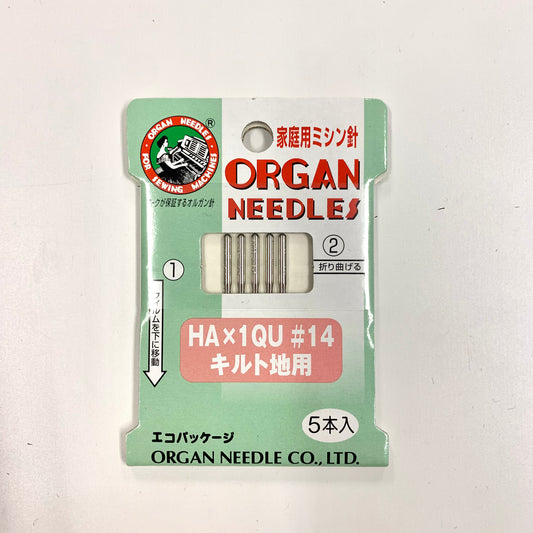 ORGAN NEEDLES
FOR SEWING MACHINES
®
家庭用ミシン針
ORGAN
NEEDLES
ークが保証するオルガン針
①
②
折り曲げる
フィルムを下に移動
HA×1QU #14
キルト地用
5本入
エコパッケージ
ORGAN NEEDLE CO., LTD.